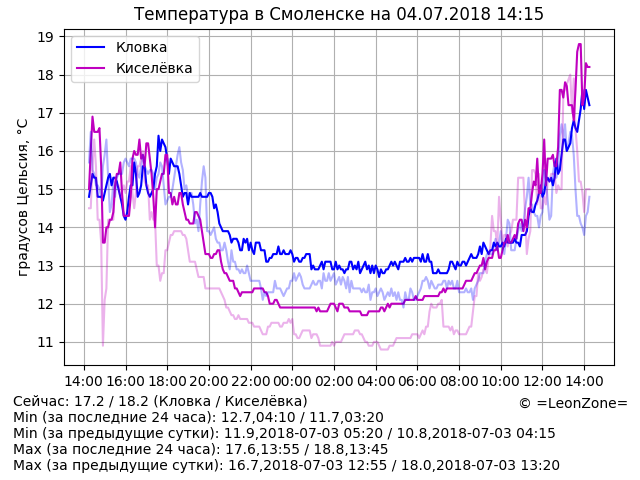 Температура в Смоленске на 04.07.2018 14:15
градусов Цельсия, °C
19
18
17
16
15
14
13
12
11
Кловка
Киселёвка
14:00 16:00 18:00 20:00 22:00 00:00 02:00 04:00 06:00 08:00 10:00 12:00 14:00
Сейчас: 17.2 / 18.2 (Кловка / Киселёвка)
© =LeonZone=
Min (за последние 24 часа): 12.7,04:10 / 11.7,03:20
Min (за предыдущие сутки): 11.9,2018-07-03 05:20 / 10.8,2018-07-03 04:15
Max (за последние 24 часа): 17.6,13:55 / 18.8,13:45
Max (за предыдущие сутки): 16.7,2018-07-03 12:55 / 18.0,2018-07-03 13:20